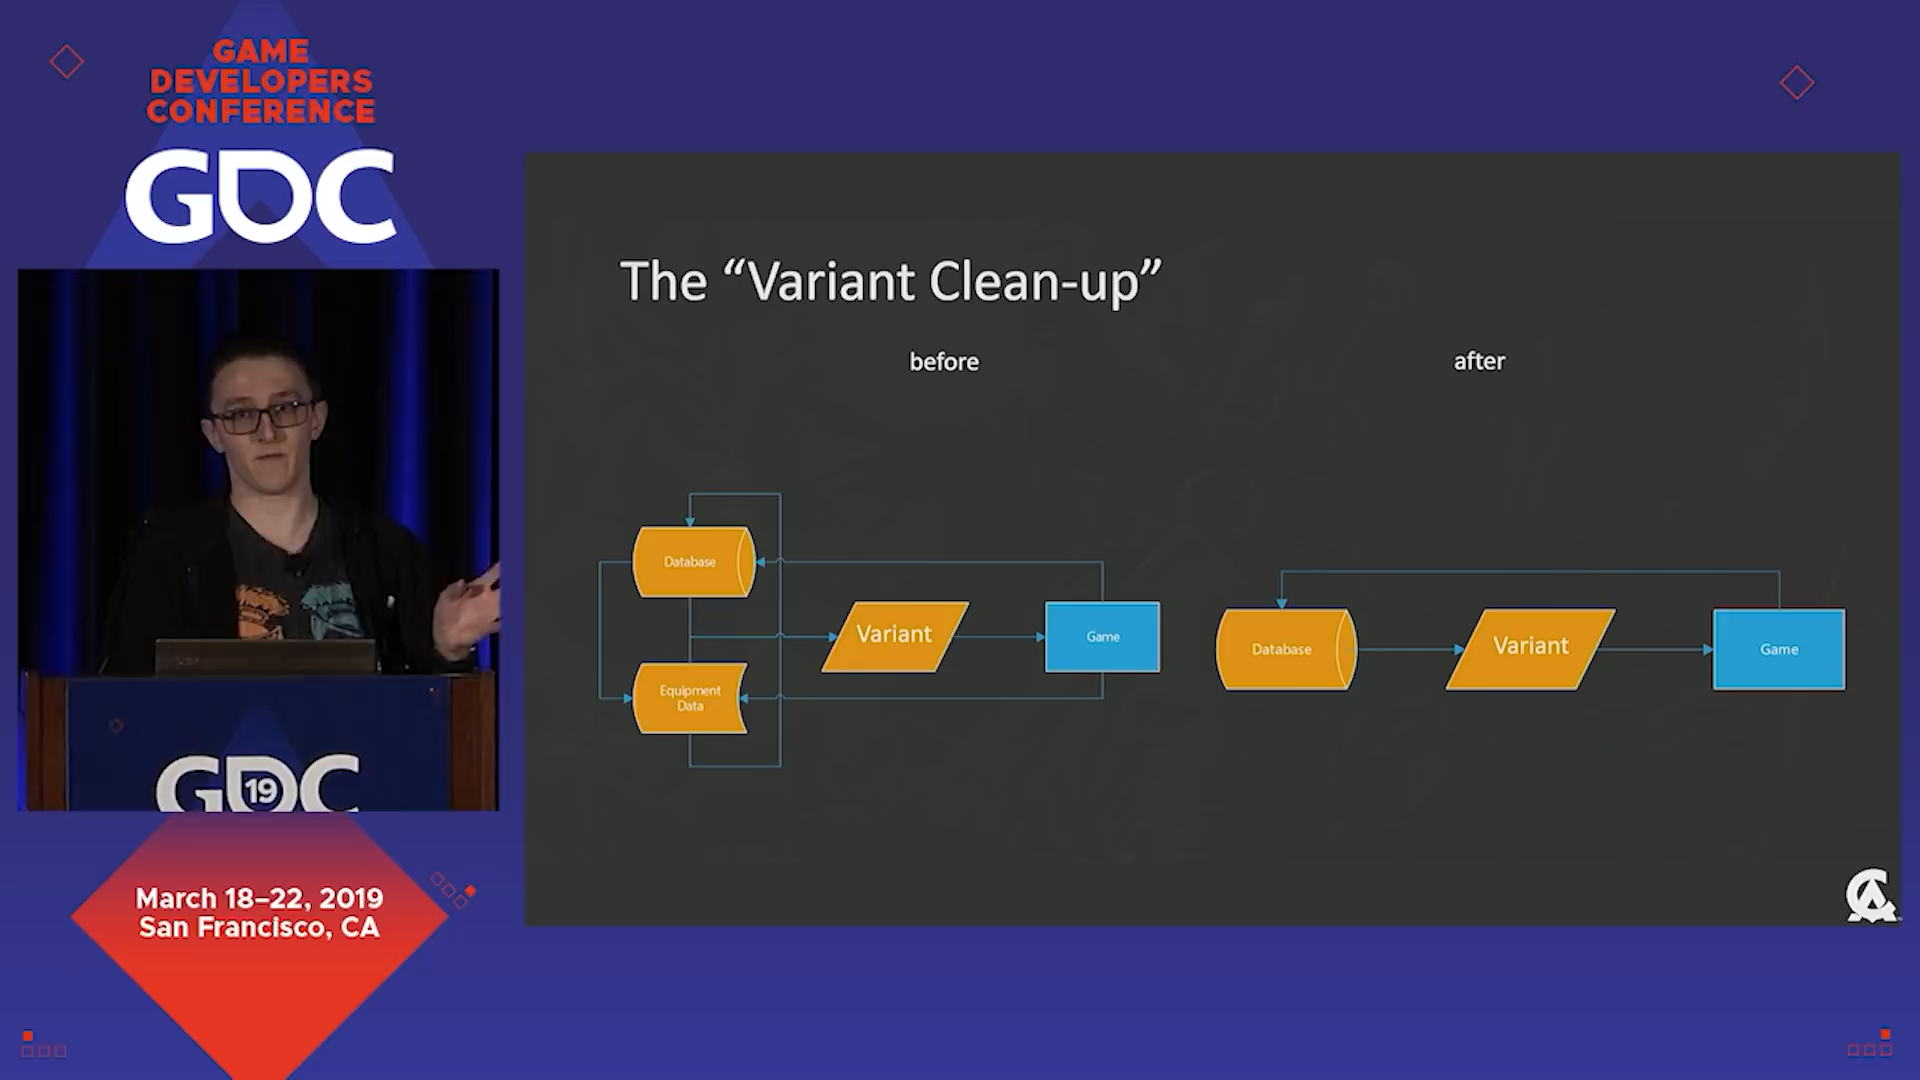 GAME
DEVELOPERS
CONFERENCE
GDC
GDC
19
March 18–22, 2019
San Francisco, CA
The “Variant Clean-up”
before
after
Database
Variant
Game
Equipment
Data
Database
Variant
Game
CA